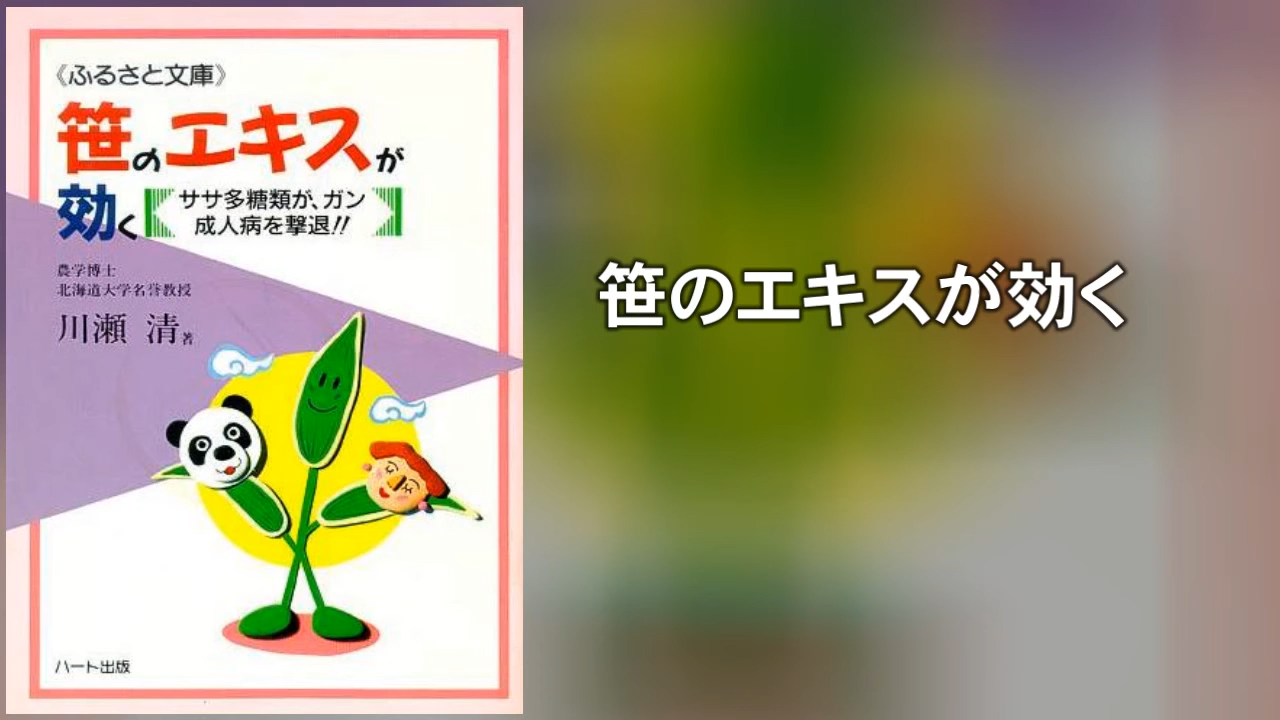 《ふるさと文庫》
笹のエキスが
効く
ササ多糖類が、ガン
成人病を撃退!!
農学博士
北海道大学名誉教授
川瀬 清 著
ハート出版
笹のエキスが効く